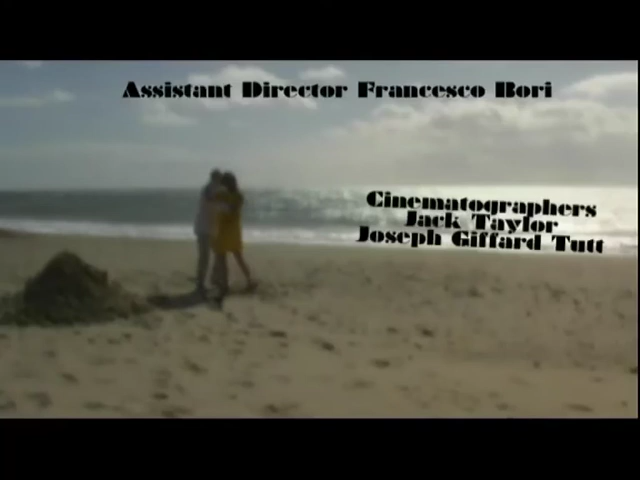 Assistant Director Francesco Bori
Cinematographers
Jack Taylor
Joseph Giffard Tutt